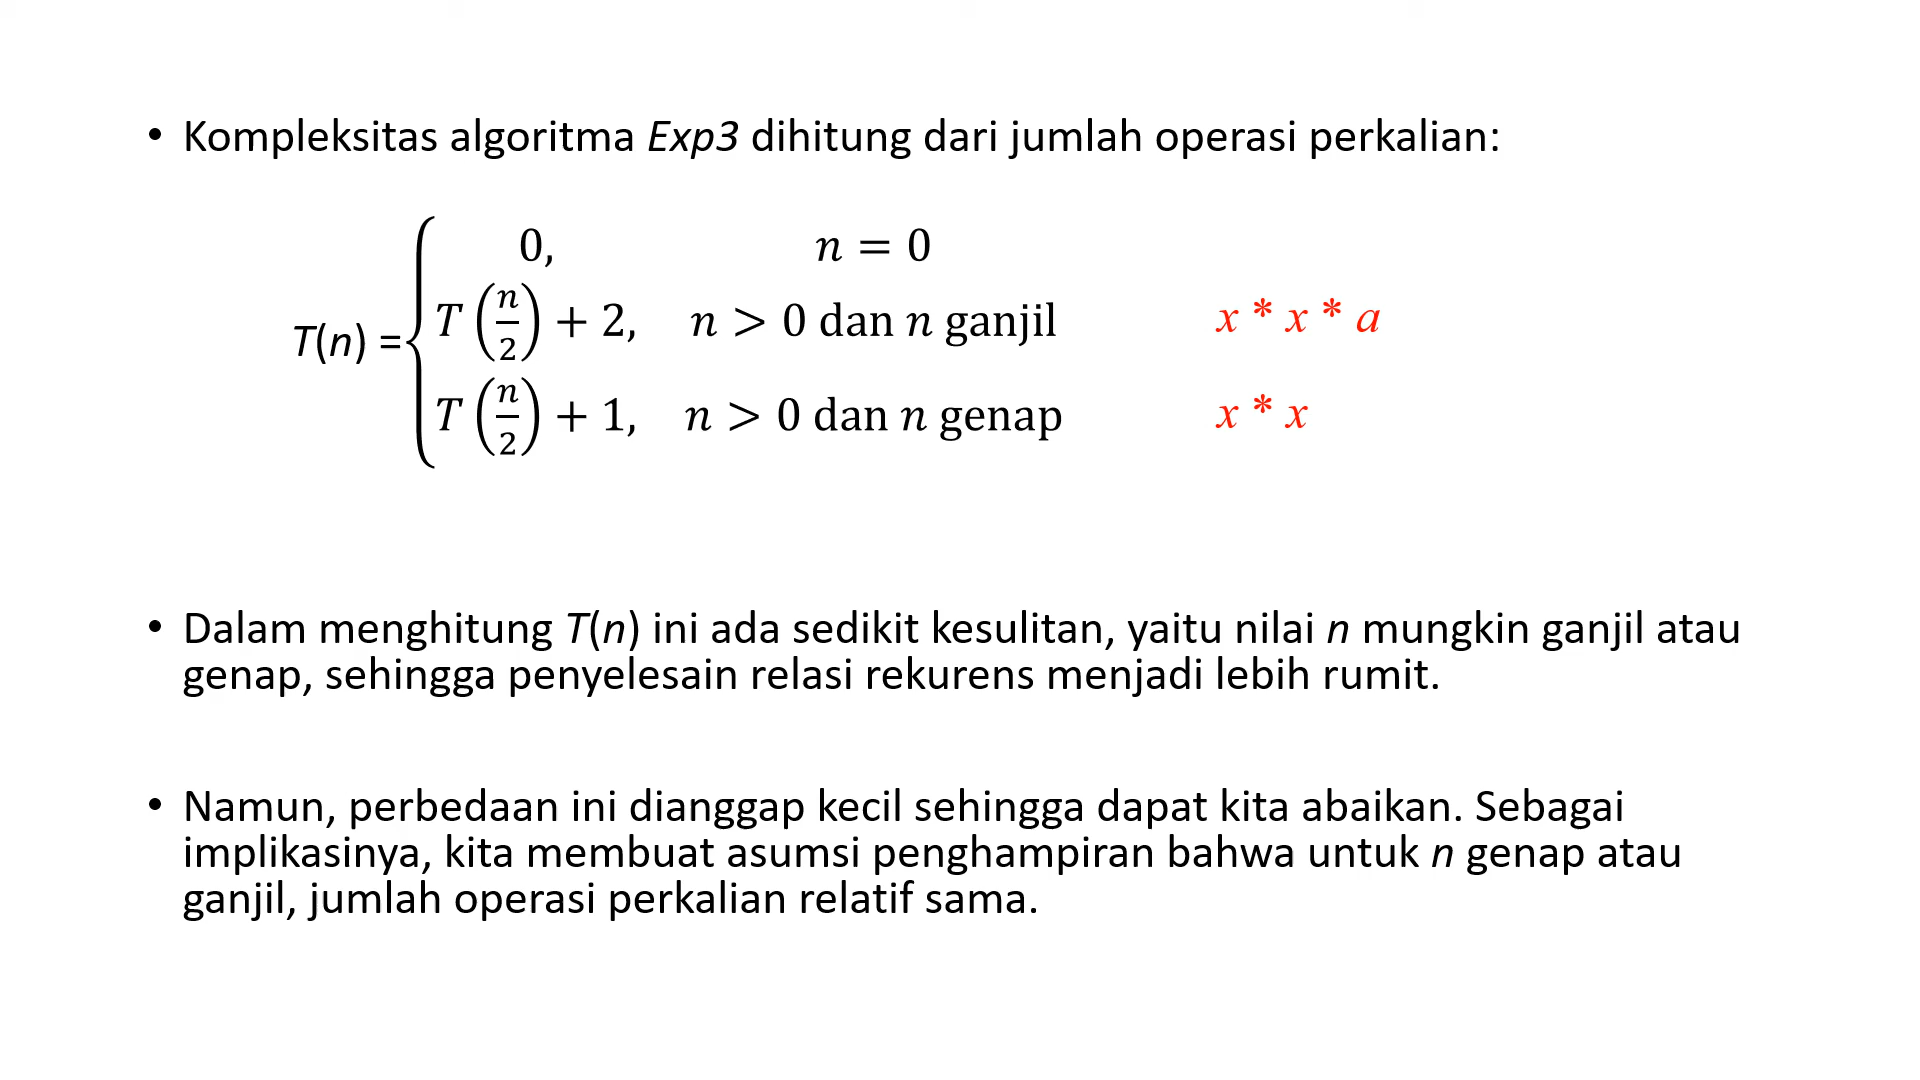 • Kompleksitas algoritma Exp3 dihitung dari jumlah operasi perkalian:
0, n = 0
T(n) = T(n/2) + 2, n > 0 dan n ganjil x * x * a
T(n/2) + 1, n > 0 dan n genap x * x
• Dalam menghitung T(n) ini ada sedikit kesulitan, yaitu nilai n mungkin ganjil atau
genap, sehingga penyelesain relasi rekurens menjadi lebih rumit.
• Namun, perbedaan ini dianggap kecil sehingga dapat kita abaikan. Sebagai
implikasinya, kita membuat asumsi penghampiran bahwa untuk n genap atau
ganjil, jumlah operasi perkalian relatif sama.